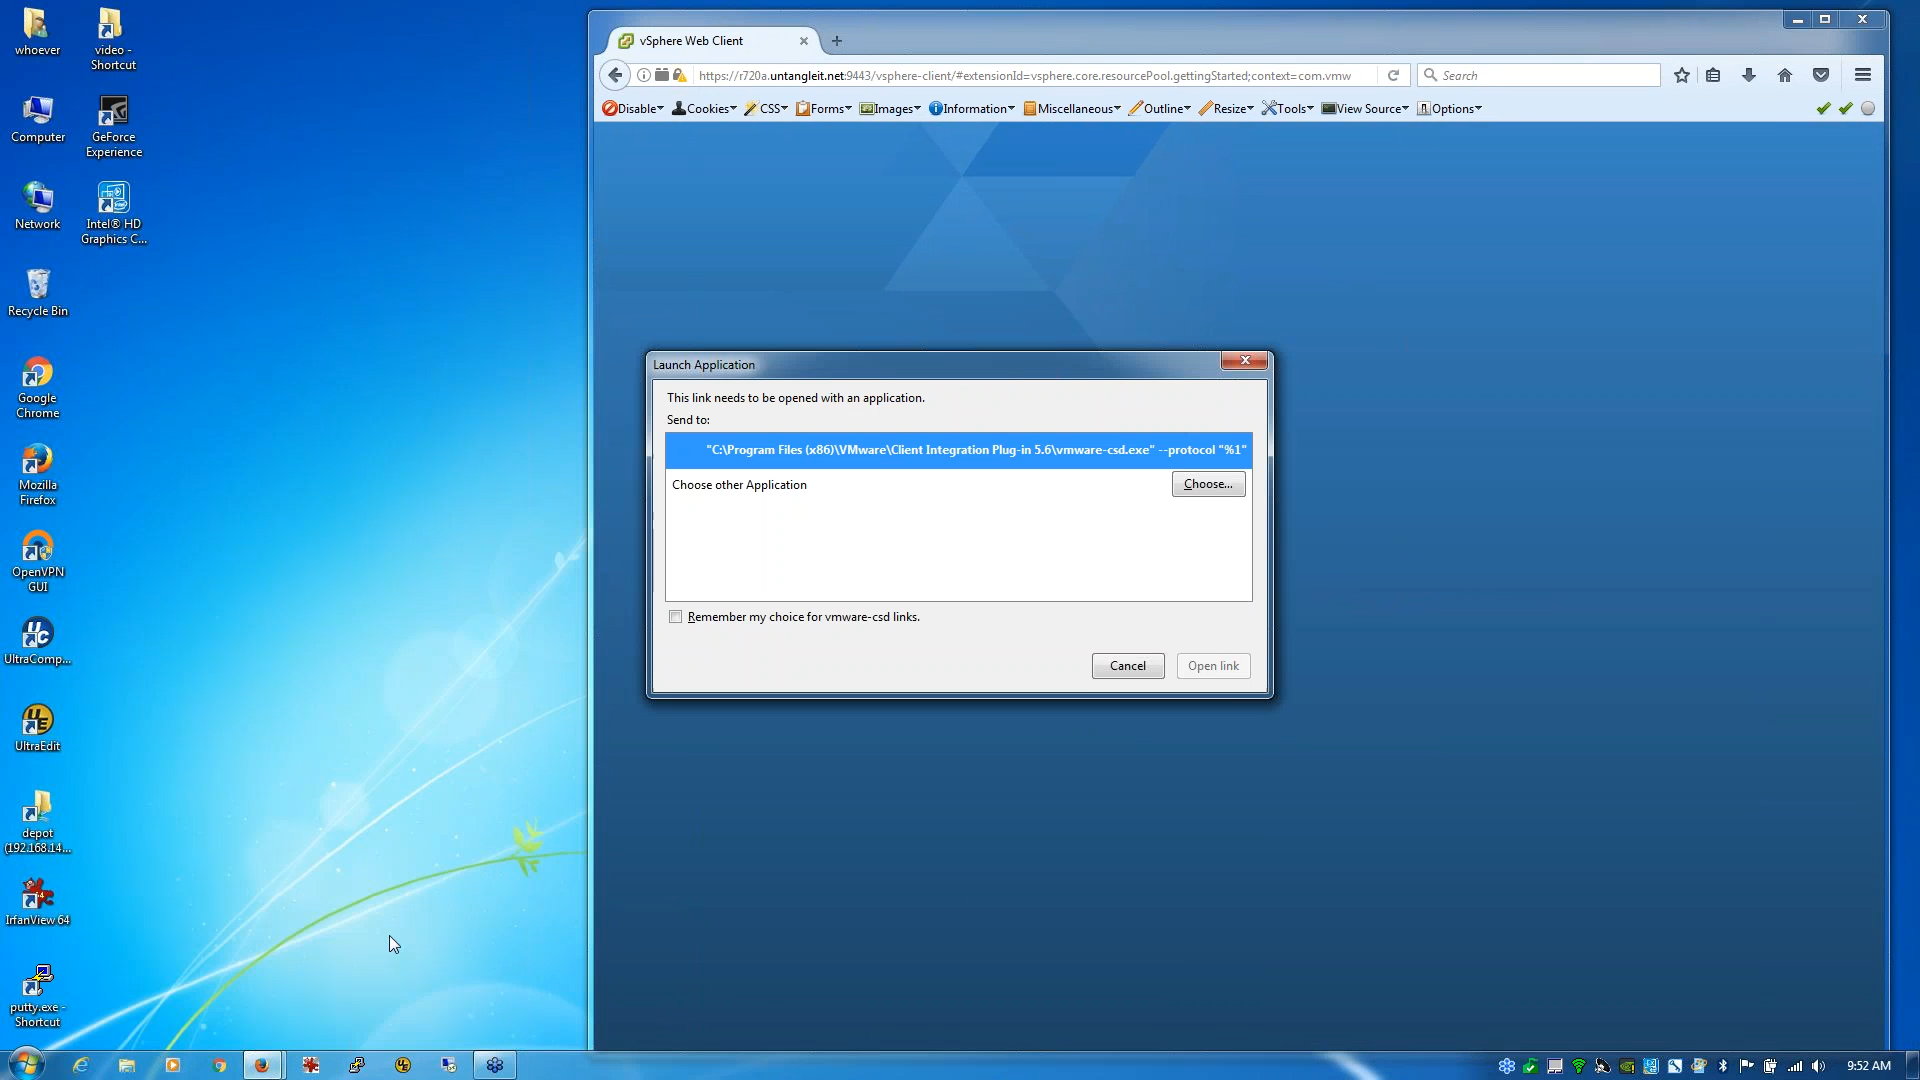 whoever
video -
Shortcut
Computer
GeForce
Experience
Network
Intel® HD
Graphics C...
Recycle Bin
Google
Chrome
Mozilla
Firefox
OpenVPN
GUI
UltraComp...
UltraEdit
depot
(192.168.14...
IrfanView 64
putty.exe -
Shortcut
vSphere Web Client
https://r720a.untangleit.net:9443/vsphere-client/#extensionId=vsphere.core.resourcePool.gettingStarted;context=com.vmw
Search
Disable Cookies CSS Forms Images Information Miscellaneous Outline Resize Tools View Source Options
Launch Application
This link needs to be opened with an application.
Send to:
"C:\Program Files (x86)\VMware\Client Integration Plug-in 5.6\vmware-csd.exe" --protocol "%1"
Choose other Application
Choose...
Remember my choice for vmware-csd links.
Cancel
Open link
9:52 AM